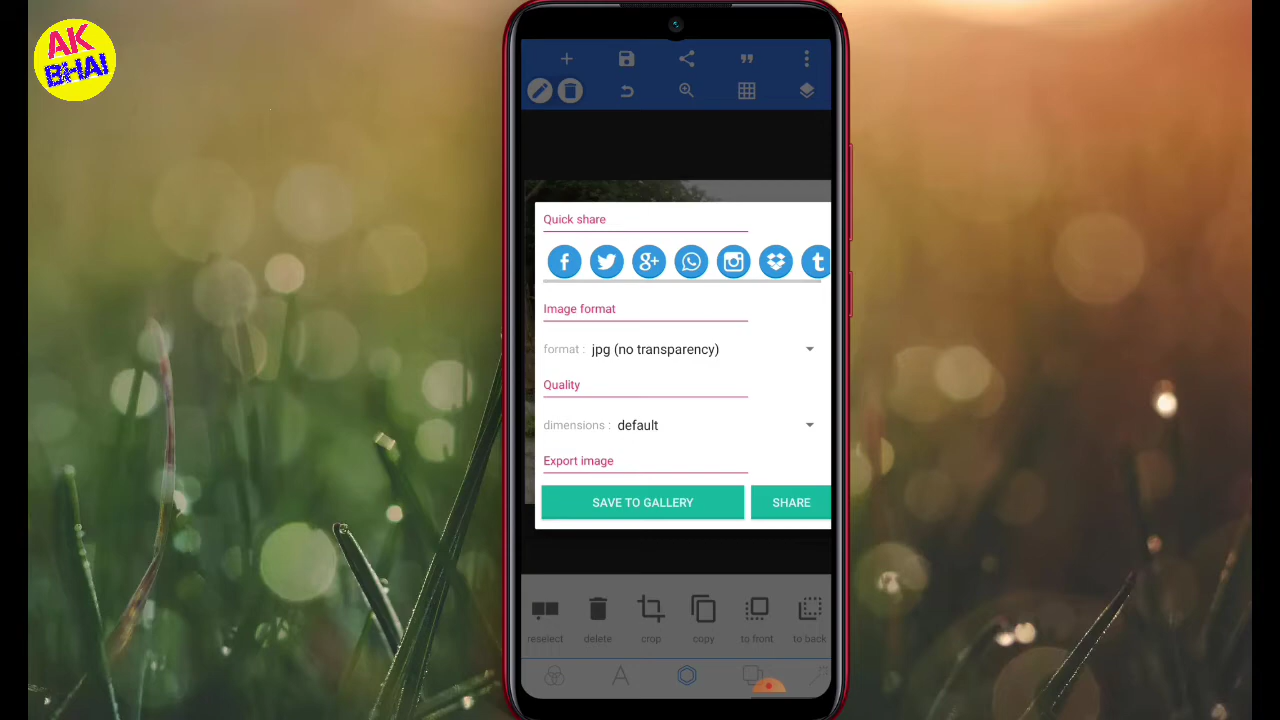 AK
BHAI
Quick share
Image format
format : jpg (no transparency)
Quality
dimensions : default
Export image
SAVE TO GALLERY SHARE
reselect delete crop copy to front to back